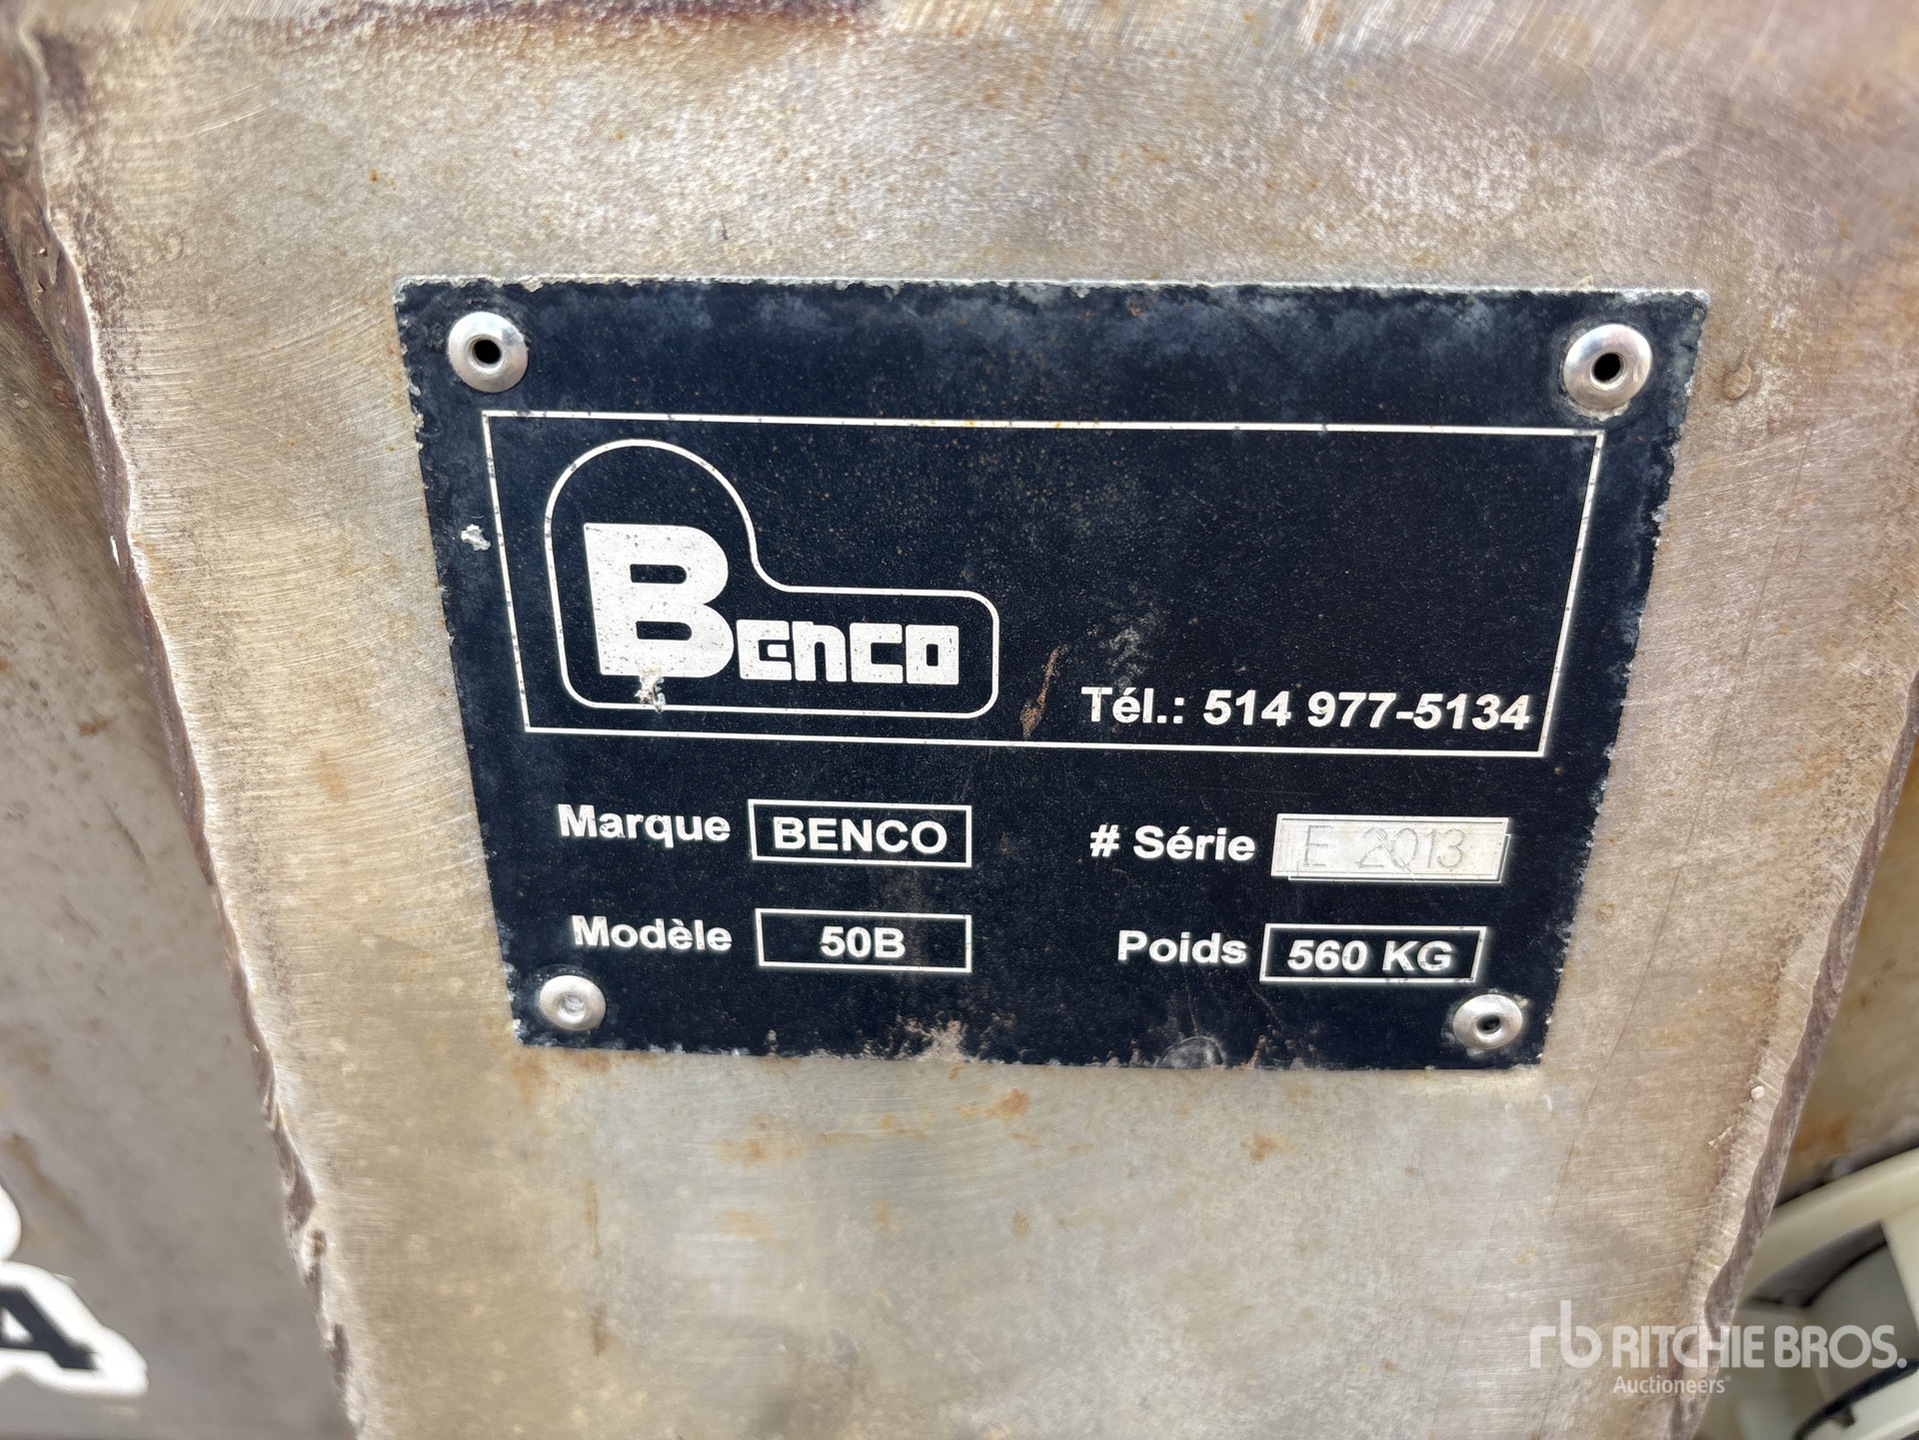 BENCO
Tél.: 514 977-5134
Marque BENCO
# Série E 2013
Modèle 50B
Poids 560 KG
A
rb RITCHIE BROS.
Auctioneers